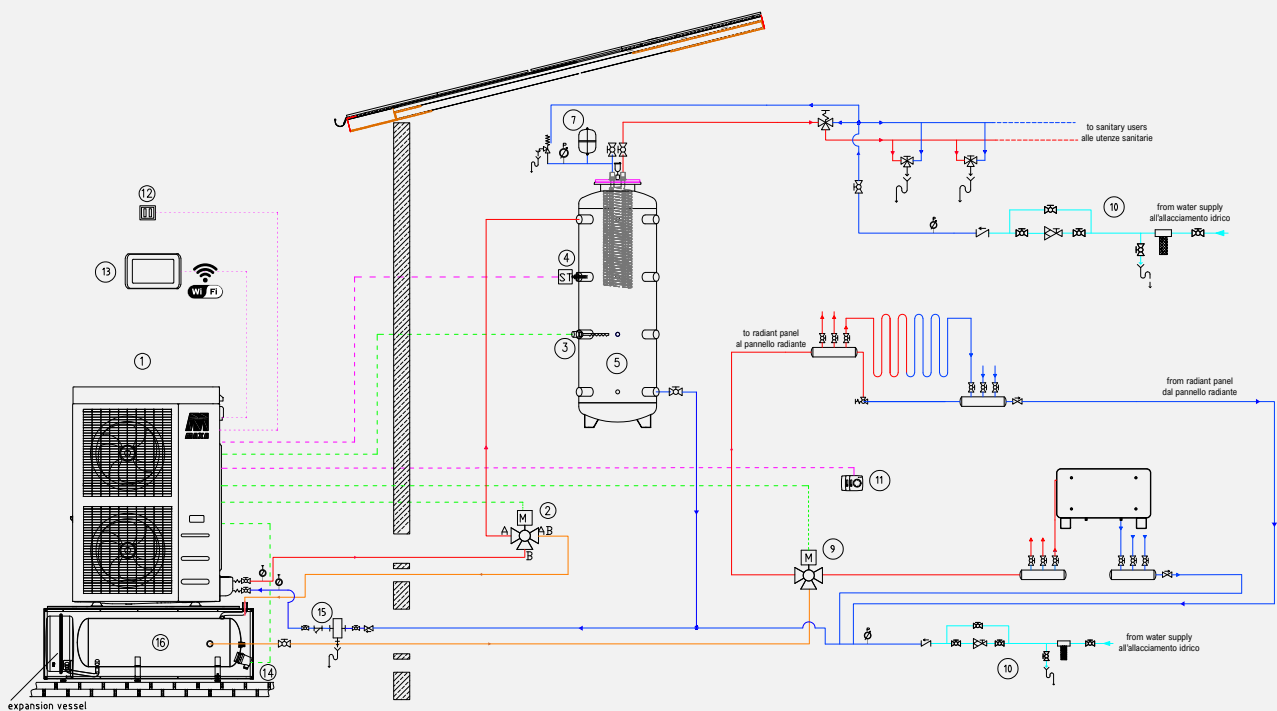 7
to sanitary users
alle utenze sanitarie
12
from water supply
all'allacciamento idrico
10
13
Wi Fi
4
ST
3
5
to radiant panel
al pannello radiante
from radiant panel
dal pannello radiante
1
MAXA
11
2
M
A
AB
B
9
M
15
16
14
10
from water supply
all'allacciamento idrico
expansion vessel